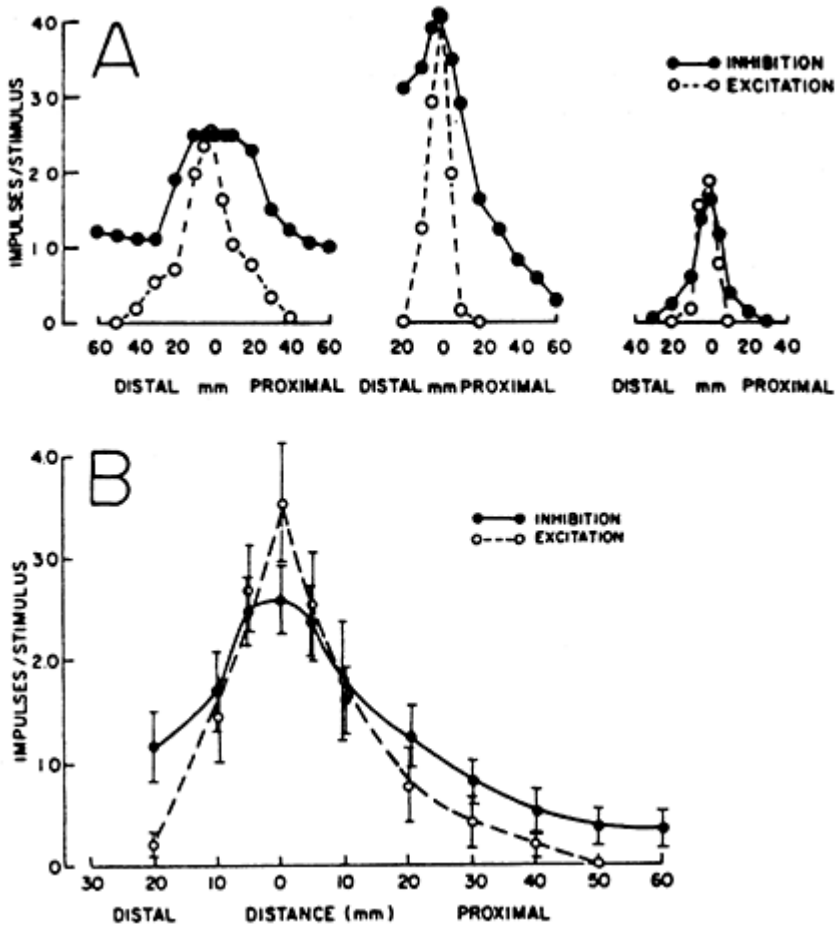 A
IMPULSES/STIMULUS
40
30
20
10
0
INHIBITION
EXCITATION
60 40 20 0 20 40 60
DISTAL mm PROXIMAL
20 0 20 40 60
DISTAL mm PROXIMAL
40 20 0 20 40
DISTAL mm PROXIMAL
B
IMPULSES/STIMULUS
4.0
3.0
2.0
1.0
0
INHIBITION
EXCITATION
30 20 10 0 10 20 30 40 50 60
DISTAL DISTANCE (mm) PROXIMAL